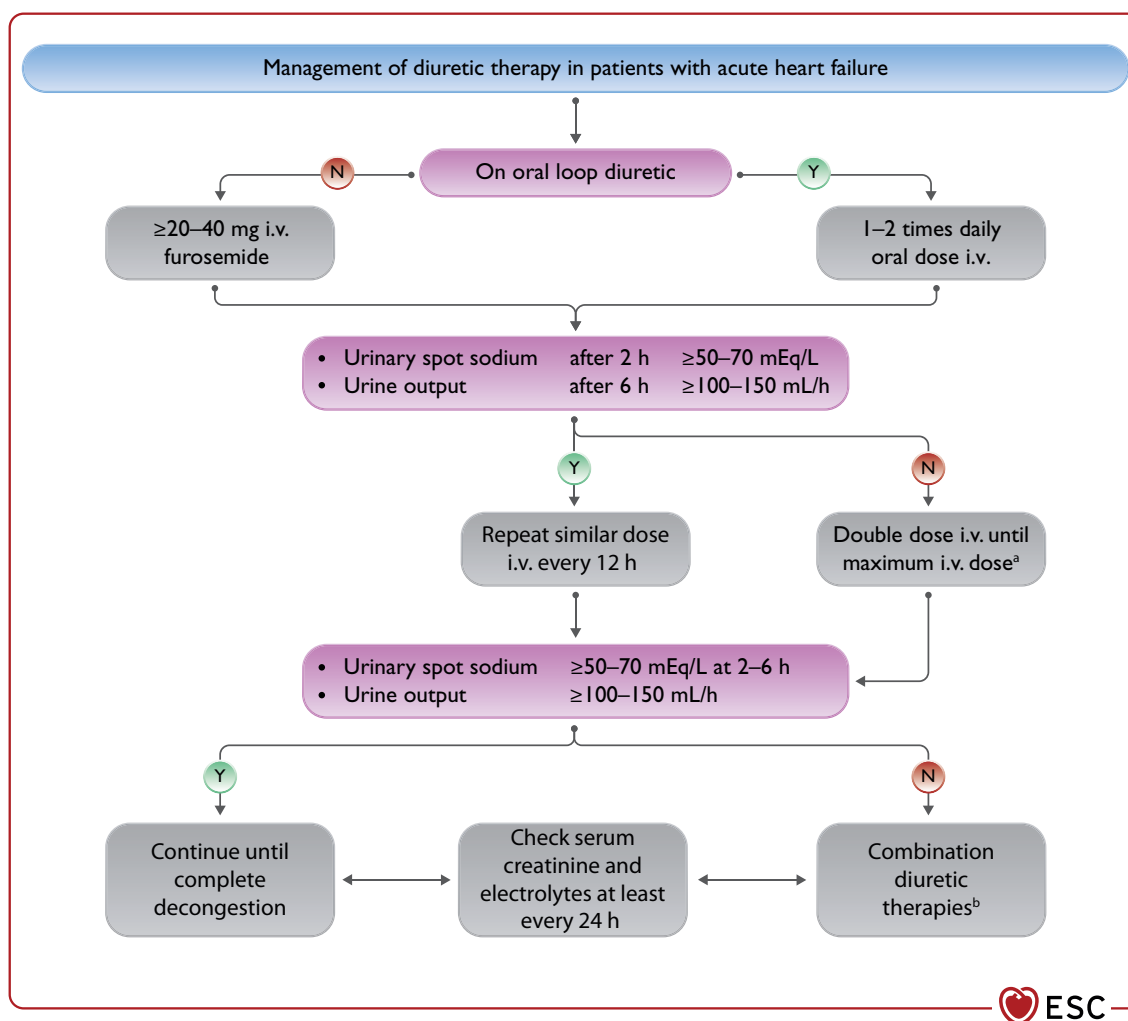 Management of diuretic therapy in patients with acute heart failure
N
On oral loop diuretic
Y
≥20–40 mg i.v.
furosemide
1–2 times daily
oral dose i.v.
• Urinary spot sodium after 2 h ≥50–70 mEq/L
• Urine output after 6 h ≥100–150 mL/h
Y
N
Repeat similar dose
i.v. every 12 h
Double dose i.v. until
maximum i.v. doseᵃ
• Urinary spot sodium ≥50–70 mEq/L at 2–6 h
• Urine output ≥100–150 mL/h
Y
N
Continue until
complete
decongestion
Check serum
creatinine and
electrolytes at least
every 24 h
Combination
diuretic
therapiesᵇ
ESC